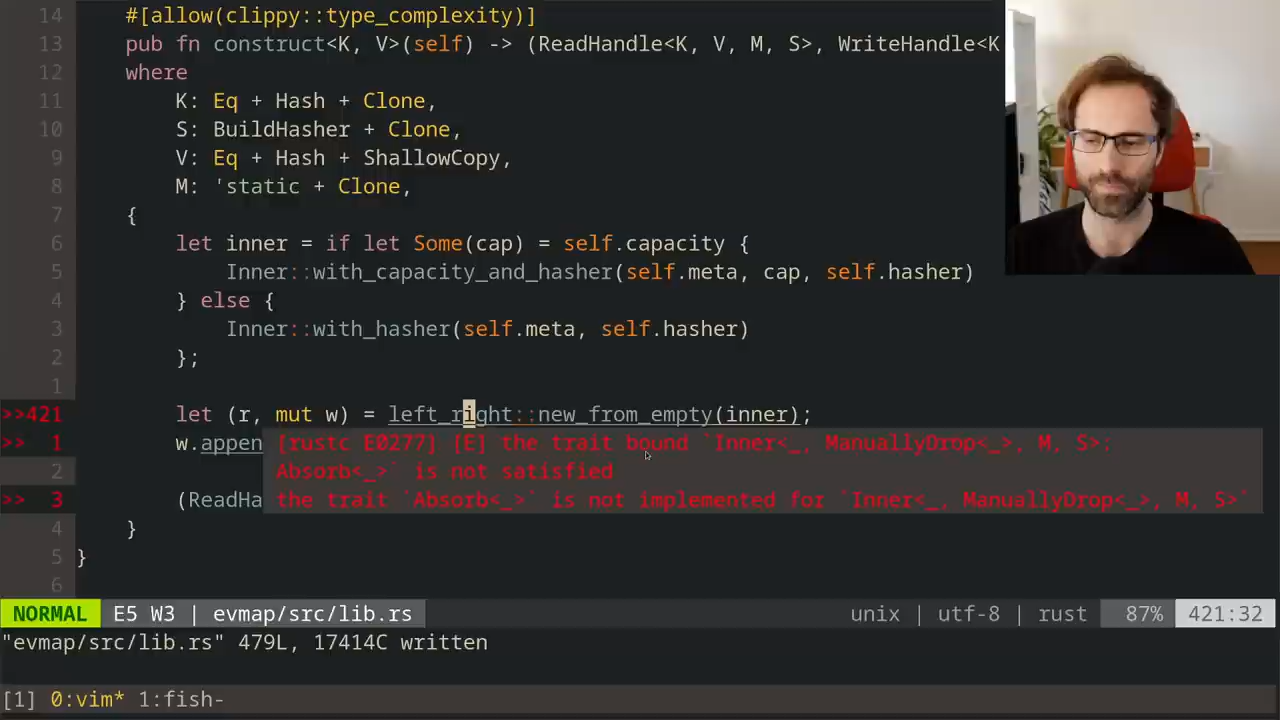 14 #[allow(clippy::type_complexity)]
13 pub fn construct<K, V>(self) -> (ReadHandle<K, V, M, S>, WriteHandle<K
12 where
11 K: Eq + Hash + Clone,
10 S: BuildHasher + Clone,
9 V: Eq + Hash + ShallowCopy,
8 M: 'static + Clone,
7 {
6 let inner = if let Some(cap) = self.capacity {
5 Inner::with_capacity_and_hasher(self.meta, cap, self.hasher)
4 } else {
3 Inner::with_hasher(self.meta, self.hasher)
2 };
1
>>421 let (r, mut w) = left_right::new_from_empty(inner);
>> 1 w.appen [rustc E0277] [E] the trait bound `Inner<_, ManuallyDrop<_>, M, S>:
2 Absorb<_>` is not satisfied
>> 3 (ReadHa the trait `Absorb<_>` is not implemented for `Inner<_, ManuallyDrop<_>, M, S>`
4 }
5 }
6
NORMAL E5 W3 | evmap/src/lib.rs unix | utf-8 | rust 87% 421:32
"evmap/src/lib.rs" 479L, 17414C written
[1] 0:vim* 1:fish-